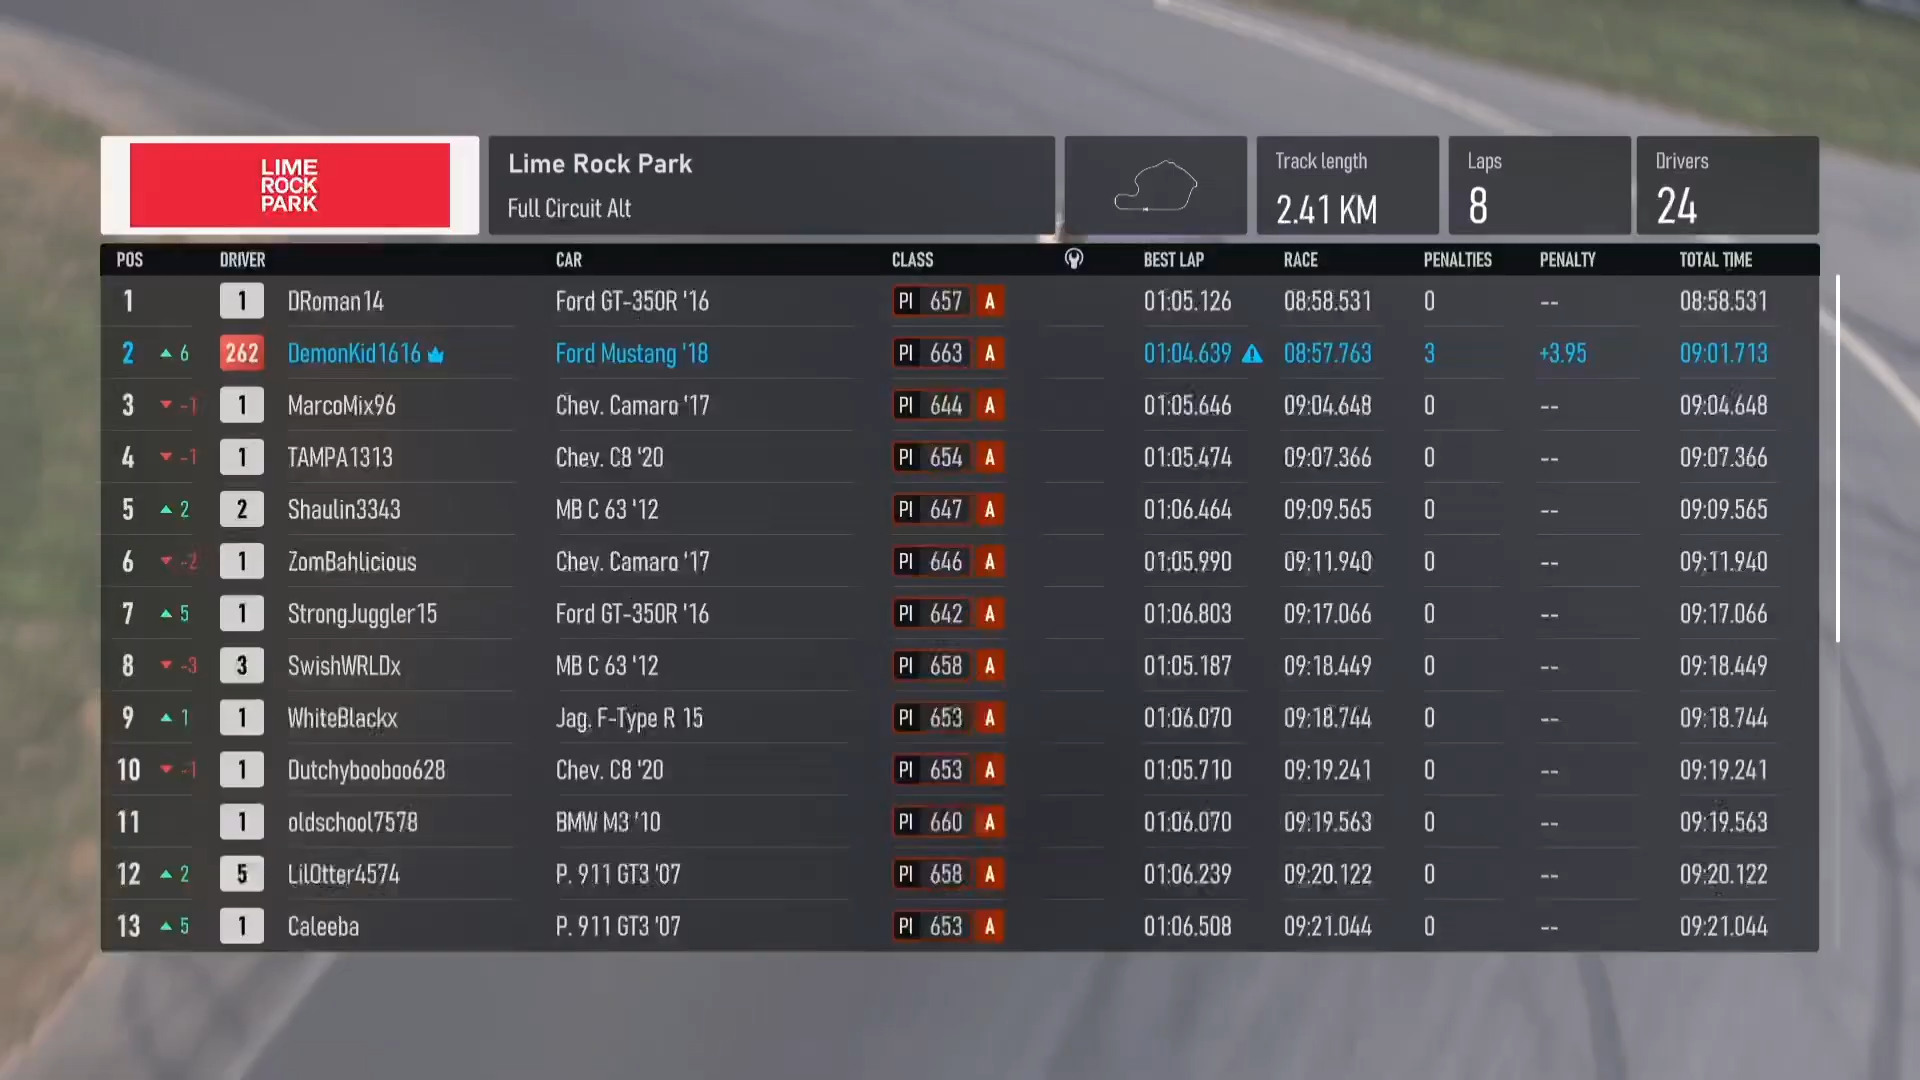 LIME
ROCK
PARK
Lime Rock Park
Full Circuit Alt
Track length
2.41 KM
Laps
8
Drivers
24
POS DRIVER CAR CLASS BEST LAP RACE PENALTIES PENALTY TOTAL TIME
1 1 DRoman14 Ford GT-350R '16 PI 657 A 01:05.126 08:58.531 0 -- 08:58.531
2 6 262 DemonKid1616 Ford Mustang '18 PI 663 A 01:04.639 08:57.763 3 +3.95 09:01.713
3 -1 1 MarcoMix96 Chev. Camaro '17 PI 644 A 01:05.646 09:04.648 0 -- 09:04.648
4 -1 1 TAMPA1313 Chev. C8 '20 PI 654 A 01:05.474 09:07.366 0 -- 09:07.366
5 2 2 Shaulin3343 MB C 63 '12 PI 647 A 01:06.464 09:09.565 0 -- 09:09.565
6 -2 1 ZomBahlicious Chev. Camaro '17 PI 646 A 01:05.990 09:11.940 0 -- 09:11.940
7 5 1 StrongJuggler15 Ford GT-350R '16 PI 642 A 01:06.803 09:17.066 0 -- 09:17.066
8 -3 3 SwishWRLDx MB C 63 '12 PI 658 A 01:05.187 09:18.449 0 -- 09:18.449
9 1 1 WhiteBlackx Jag. F-Type R 15 PI 653 A 01:06.070 09:18.744 0 -- 09:18.744
10 -1 1 Dutchybooboo628 Chev. C8 '20 PI 653 A 01:05.710 09:19.241 0 -- 09:19.241
11 1 oldschool7578 BMW M3 '10 PI 660 A 01:06.070 09:19.563 0 -- 09:19.563
12 2 5 LilOtter4574 P. 911 GT3 '07 PI 658 A 01:06.239 09:20.122 0 -- 09:20.122
13 5 1 Caleeba P. 911 GT3 '07 PI 653 A 01:06.508 09:21.044 0 -- 09:21.044